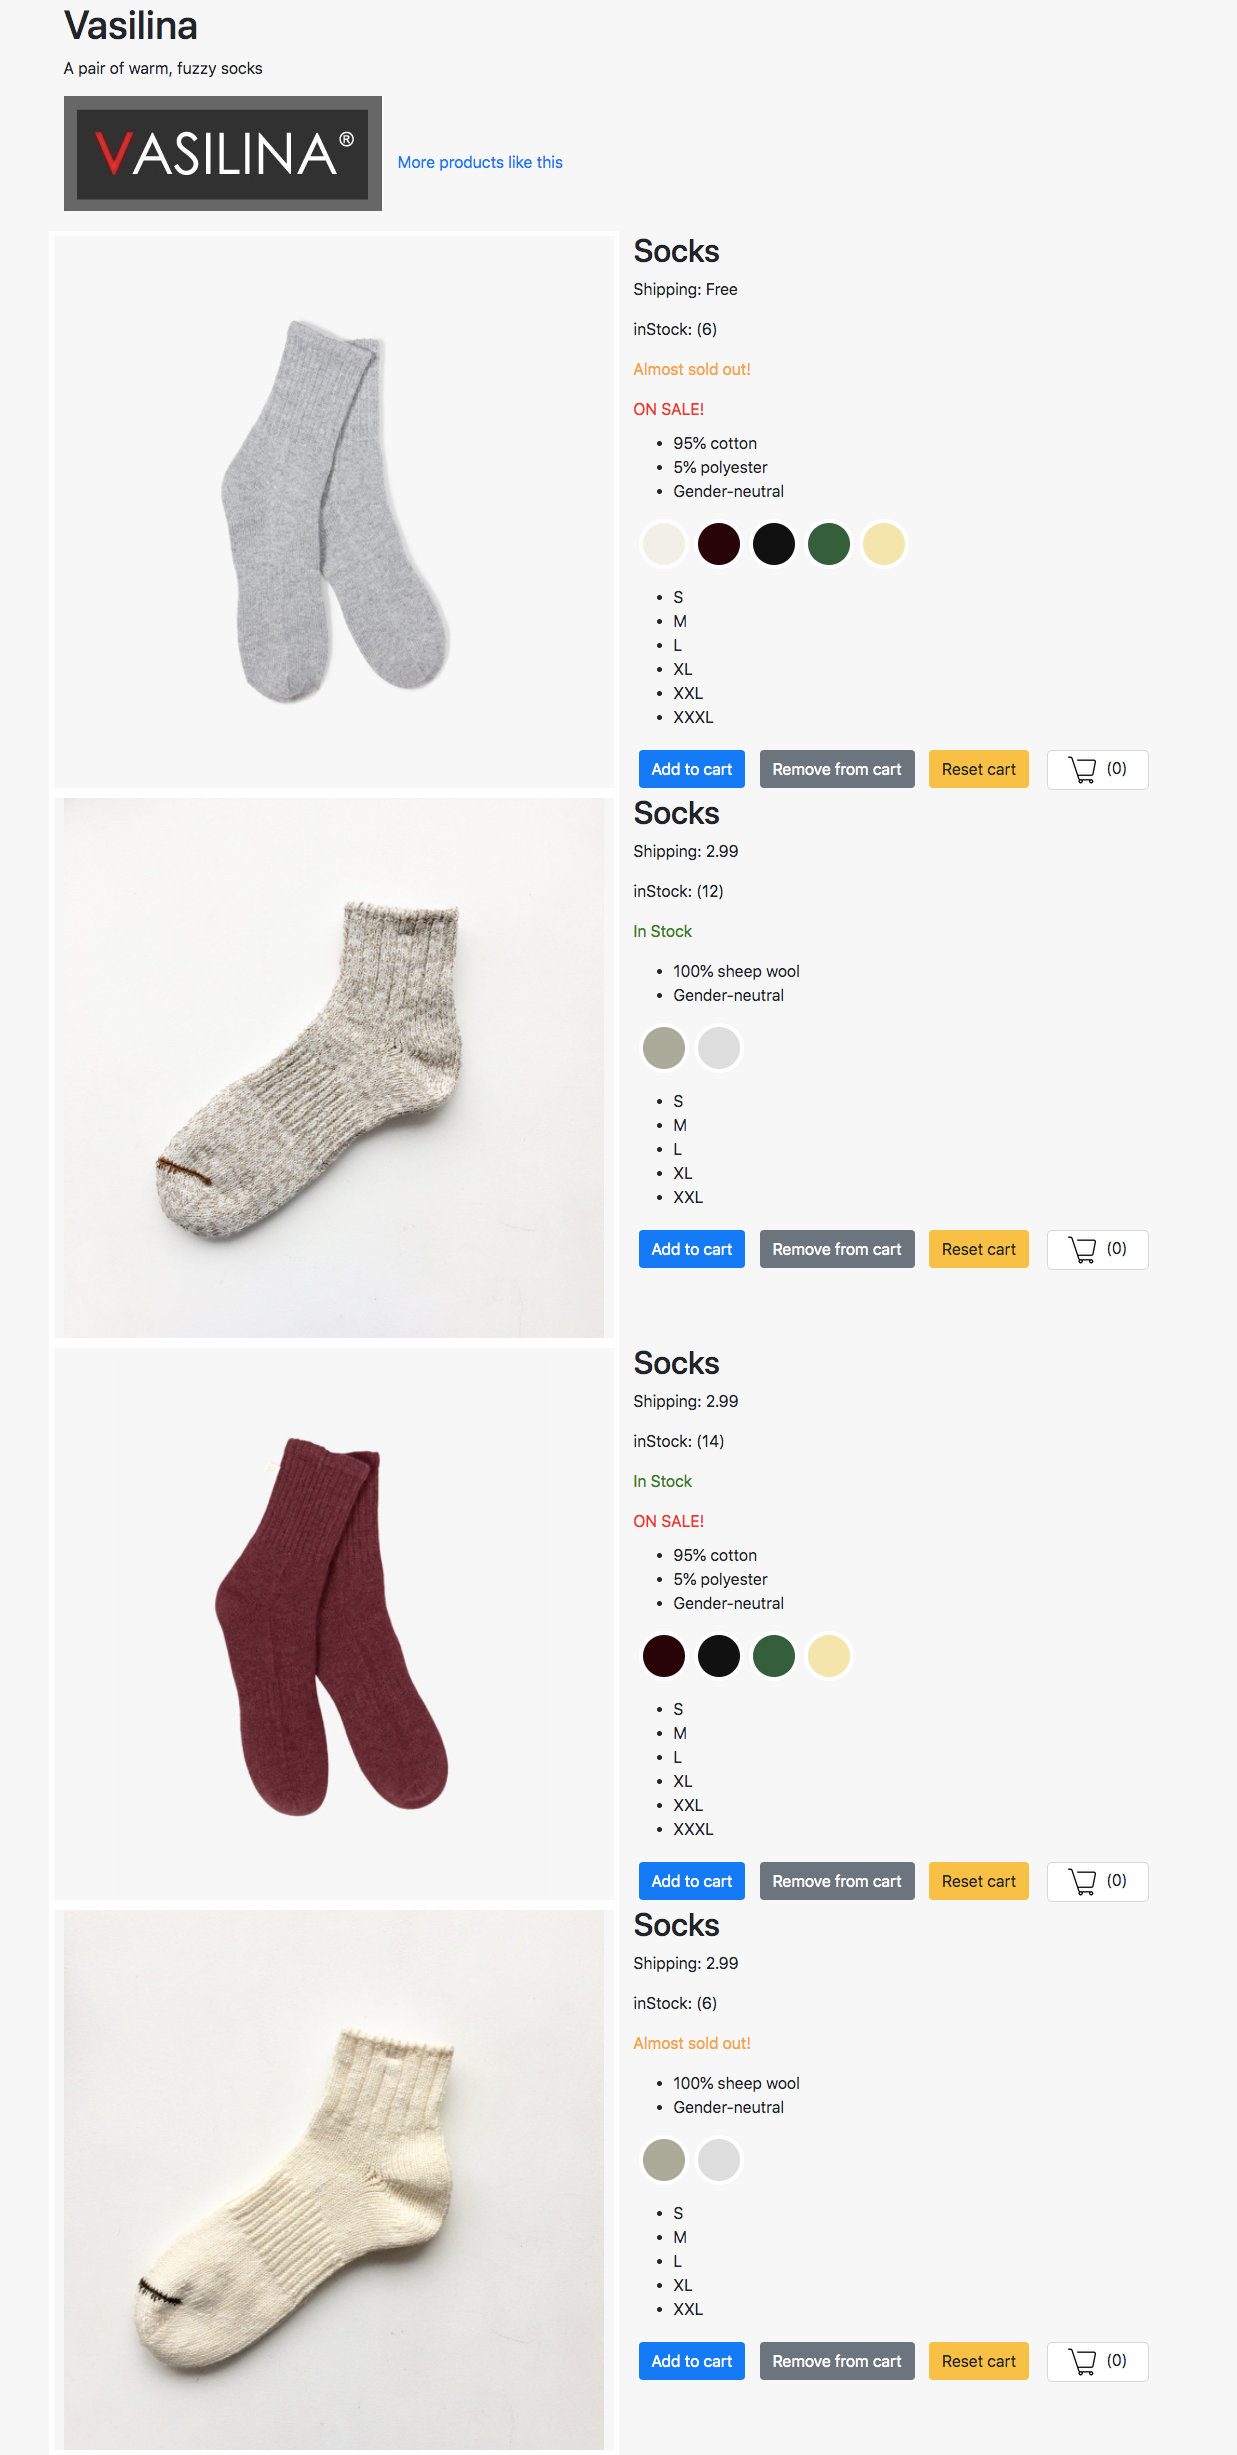 Vasilina
A pair of warm, fuzzy socks
VASILINA®
More products like this
Socks
Shipping: Free
inStock: (6)
Almost sold out!
ON SALE!
95% cotton
5% polyester
Gender-neutral
S
M
L
XL
XXL
XXXL
Add to cart Remove from cart Reset cart (0)
Socks
Shipping: 2.99
inStock: (12)
In Stock
100% sheep wool
Gender-neutral
S
M
L
XL
XXL
Add to cart Remove from cart Reset cart (0)
Socks
Shipping: 2.99
inStock: (14)
In Stock
ON SALE!
95% cotton
5% polyester
Gender-neutral
S
M
L
XL
XXL
XXXL
Add to cart Remove from cart Reset cart (0)
Socks
Shipping: 2.99
inStock: (6)
Almost sold out!
100% sheep wool
Gender-neutral
S
M
L
XL
XXL
Add to cart Remove from cart Reset cart (0)